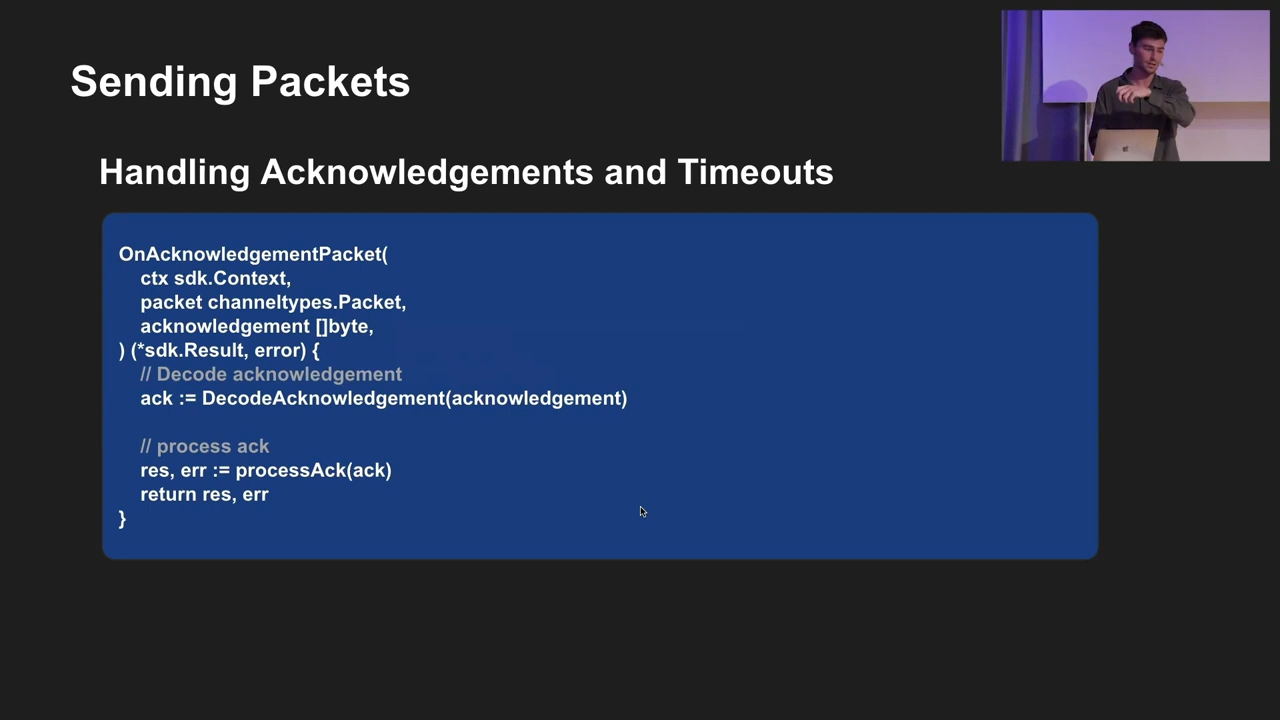 Sending Packets
Handling Acknowledgements and Timeouts
OnAcknowledgementPacket(
ctx sdk.Context,
packet channeltypes.Packet,
acknowledgement []byte,
) (*sdk.Result, error) {
// Decode acknowledgement
ack := DecodeAcknowledgement(acknowledgement)
// process ack
res, err := processAck(ack)
return res, err
}